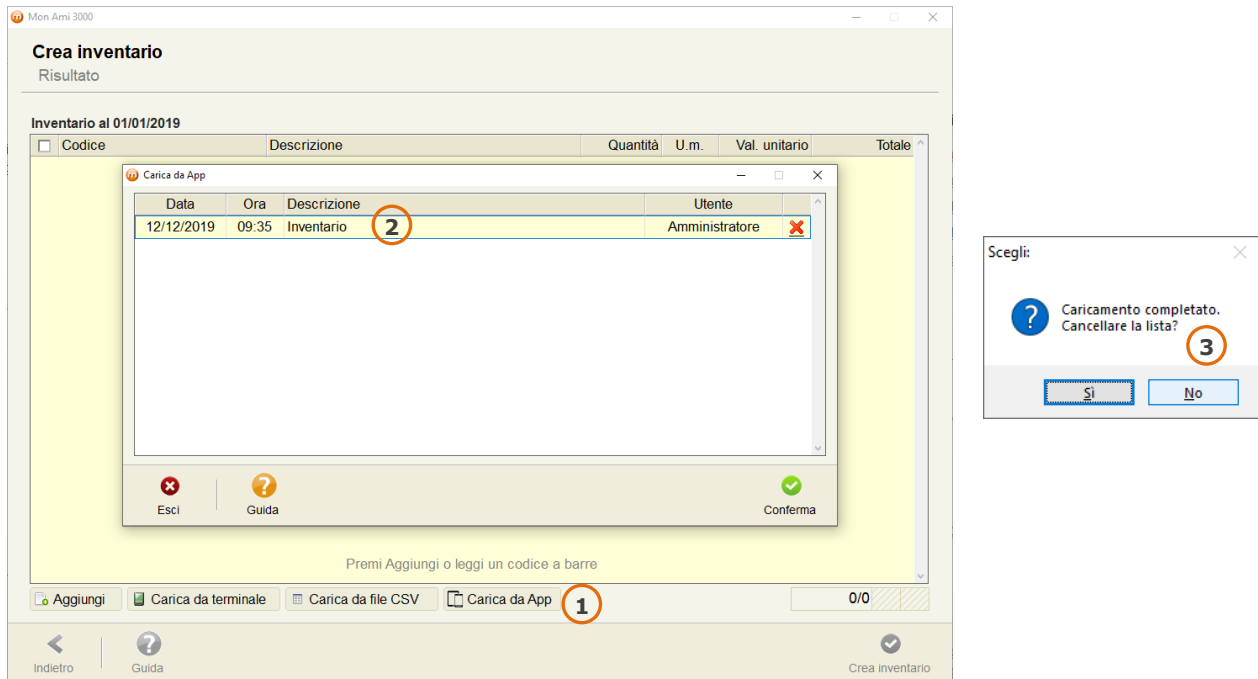 Mon Ami 3000
Crea inventario
Risultato
Inventario al 01/01/2019
Codice Descrizione Quantità U.m. Val. unitario Totale
Carica da App
Data Ora Descrizione Utente
12/12/2019 09:35 Inventario 2 Amministratore
Esci Guida Conferma
Premi Aggiungi o leggi un codice a barre
Aggiungi Carica da terminale Carica da file CSV Carica da App 1 0/0
Indietro Guida Crea inventario
Scegli:
Caricamento completato.
Cancellare la lista?
3
Sì No